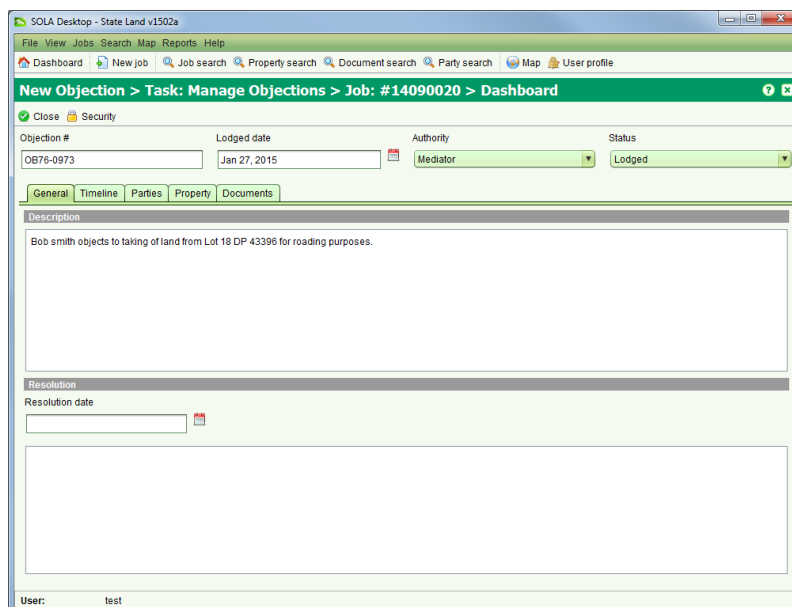 SOLA Desktop - State Land v1502a
File View Jobs Search Map Reports Help
Dashboard New job Job search Property search Document search Party search Map User profile
New Objection > Task: Manage Objections > Job: #14090020 > Dashboard
Close Security
Objection # Lodged date Authority Status
OB76-0973 Jan 27, 2015 Mediator Lodged
General Timeline Parties Property Documents
Description
Bob smith objects to taking of land from Lot 18 DP 43396 for roading purposes.
Resolution
Resolution date
User: test